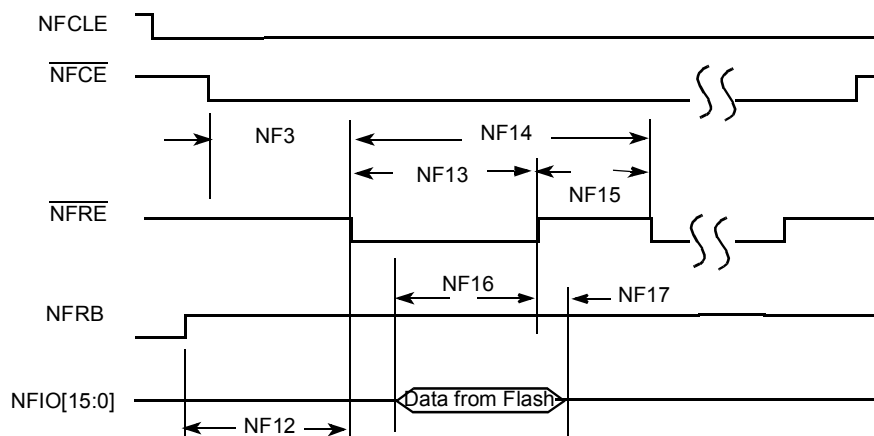 NFCLE
NFCE
NF3
NF14
NF13
NF15
NFRE
NF16
NF17
NFRB
NFIO[15:0]
Data from Flash
NF12